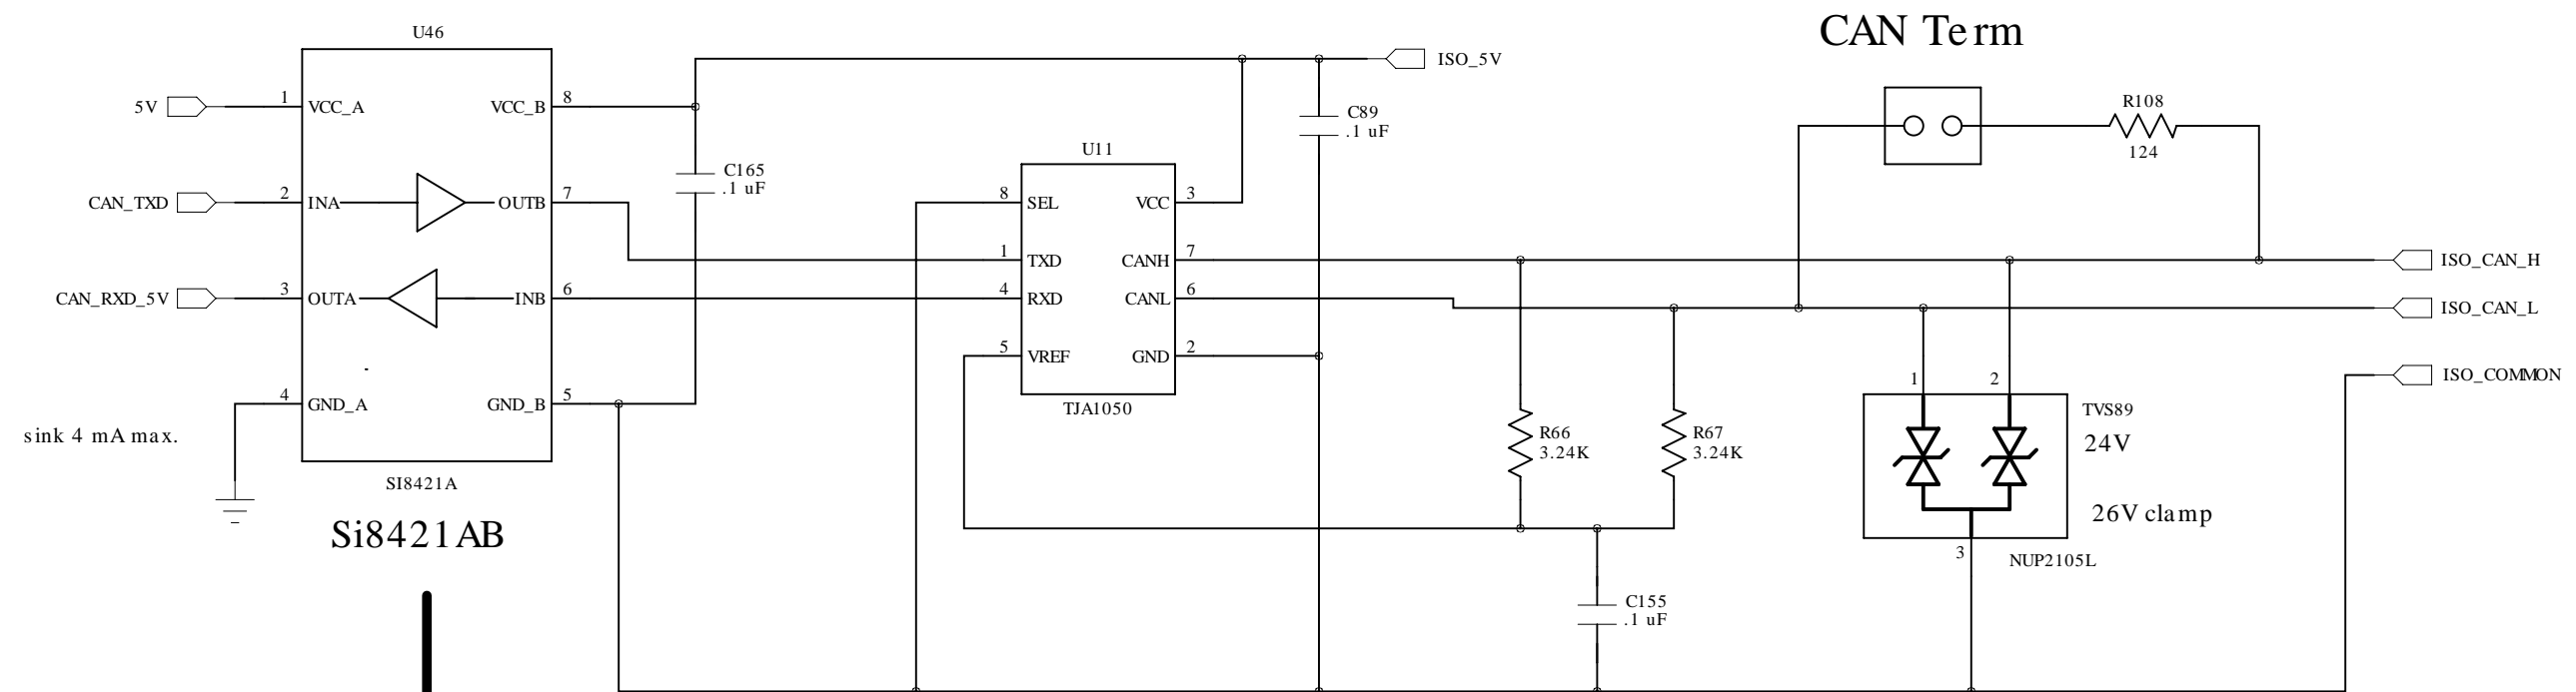 CAN Term
U46
5V
1
VCC_A
VCC_B
8
ISO_5V
C89
.1 uF
R108
124
CAN_TXD
2
INA
OUTB
7
C165
.1 uF
U11
8
SEL
VCC
3
1
TXD
CANH
7
ISO_CAN_H
CAN_RXD_5V
3
OUTA
INB
6
4
RXD
CANL
6
ISO_CAN_L
5
VREF
GND
2
ISO_COMMON
4
GND_A
GND_B
5
TJA1050
1
2
TVS89
24V
sink 4 mA max.
R66
3.24K
R67
3.24K
SI8421A
Si8421AB
26V clamp
3
NUP2105L
C155
.1 uF